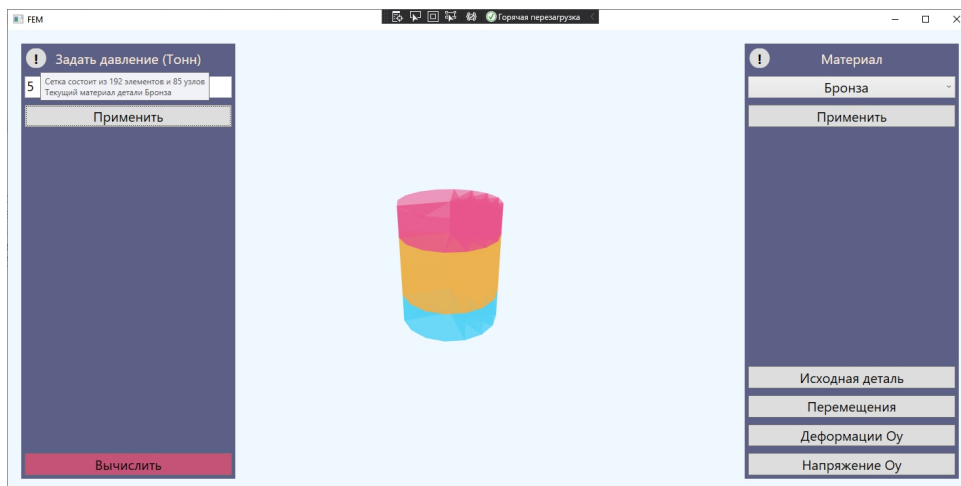 FEM
Горячая перезагрузка
Задать давление (Тонн)
5
Сетка состоит из 192 элементов и 85 узлов
Текущий материал детали Бронза
Применить
Вычислить
Материал
Бронза
Применить
Исходная деталь
Перемещения
Деформации Оу
Напряжение Оу